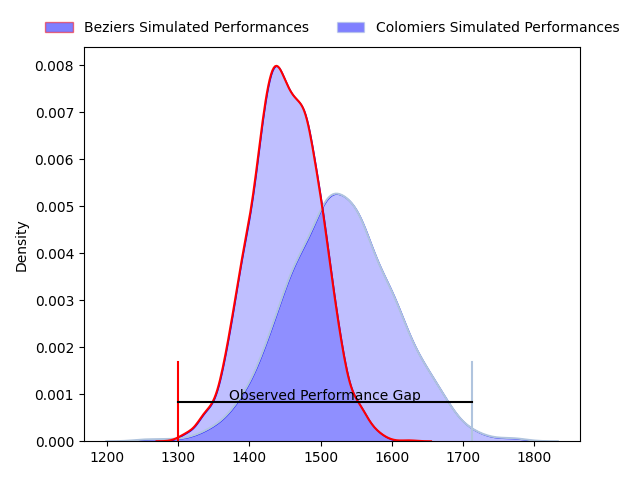 Beziers Simulated Performances Colomiers Simulated Performances
0.008
0.007
0.006
0.005
0.004
0.003
0.002
0.001
0.000
Density
Observed Performance Gap
1200 1300 1400 1500 1600 1700 1800